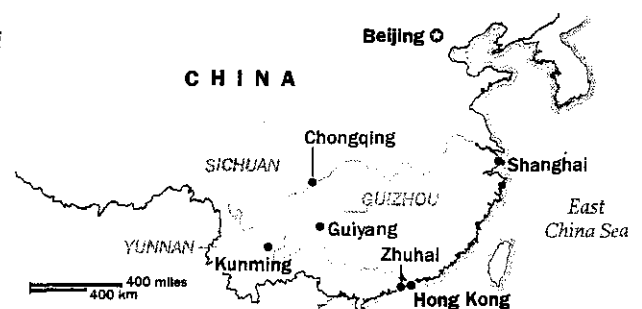 Beijing
CHINA
Chongqing
SICHUAN
Shanghai
GUIZHOU
East
China Sea
Guiyang
YUNNAN
Kunming
Zhuhai
400 miles
400 km
Hong Kong